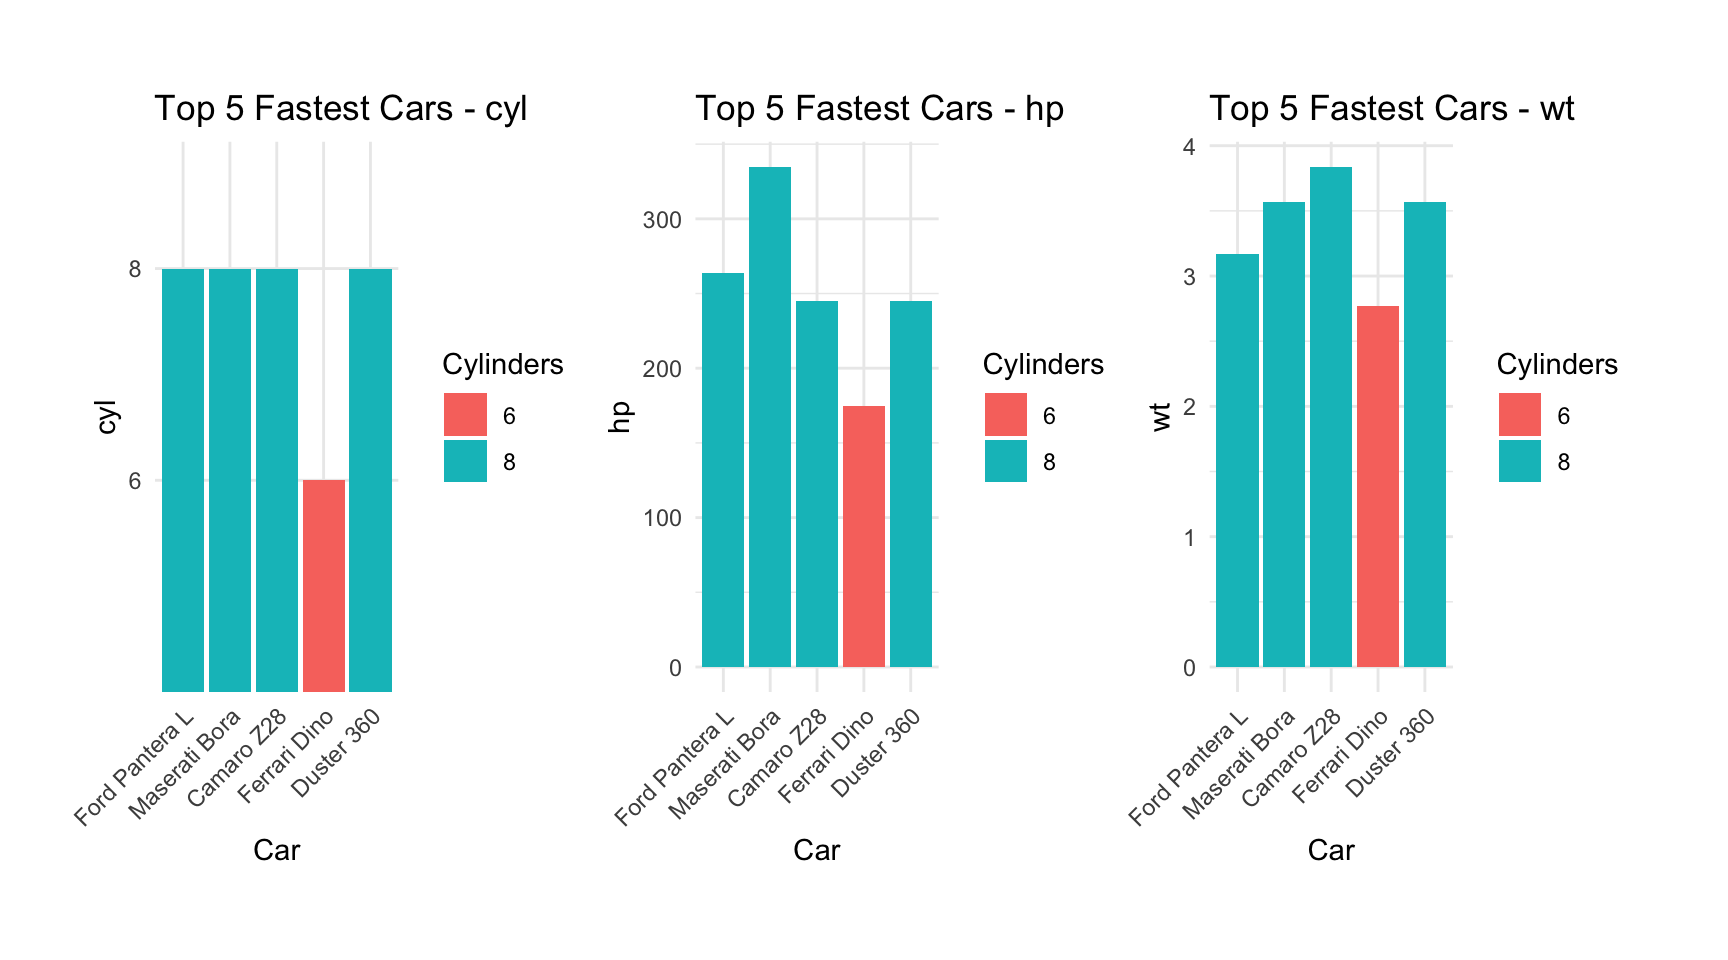 Top 5 Fastest Cars - cyl
8
6
cyl
Ford Pantera L
Maserati Bora
Camaro Z28
Ferrari Dino
Duster 360
Car
Cylinders
6
8
Top 5 Fastest Cars - hp
300
200
100
0
hp
Ford Pantera L
Maserati Bora
Camaro Z28
Ferrari Dino
Duster 360
Car
Cylinders
6
8
Top 5 Fastest Cars - wt
4
3
2
1
0
wt
Ford Pantera L
Maserati Bora
Camaro Z28
Ferrari Dino
Duster 360
Car
Cylinders
6
8